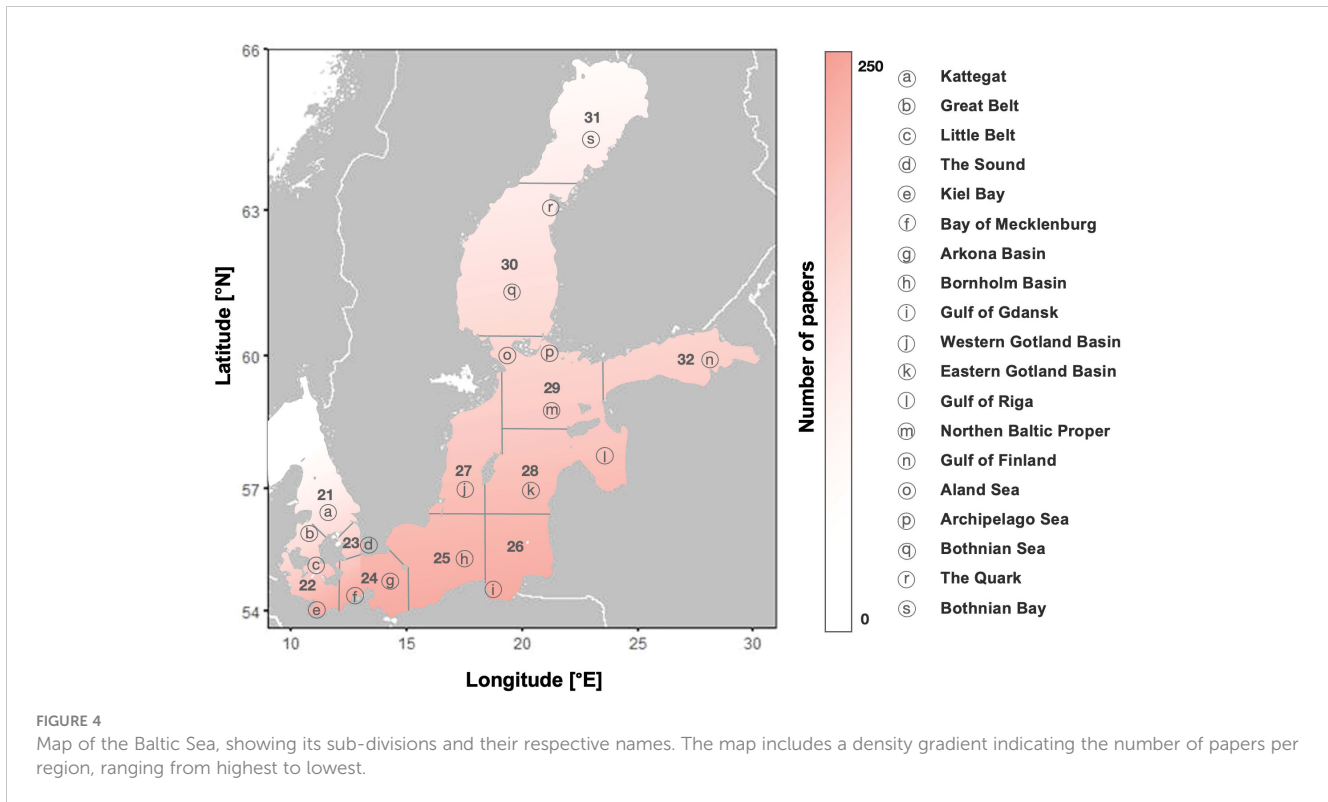 66
63
60
57
54
10
15
20
25
30
Latitude [°N]
Longitude [°E]
31
s
r
30
q
o
p
32
n
29
m
l
27
j
28
k
21
a
b
23
d
c
22
e
24
g
f
25
h
26
i
Number of papers
250
0
a Kattegat
b Great Belt
c Little Belt
d The Sound
e Kiel Bay
f Bay of Mecklenburg
g Arkona Basin
h Bornholm Basin
i Gulf of Gdansk
j Western Gotland Basin
k Eastern Gotland Basin
l Gulf of Riga
m Northen Baltic Proper
n Gulf of Finland
o Aland Sea
p Archipelago Sea
q Bothnian Sea
r The Quark
s Bothnian Bay
FIGURE 4
Map of the Baltic Sea, showing its sub-divisions and their respective names. The map includes a density gradient indicating the number of papers per
region, ranging from highest to lowest.